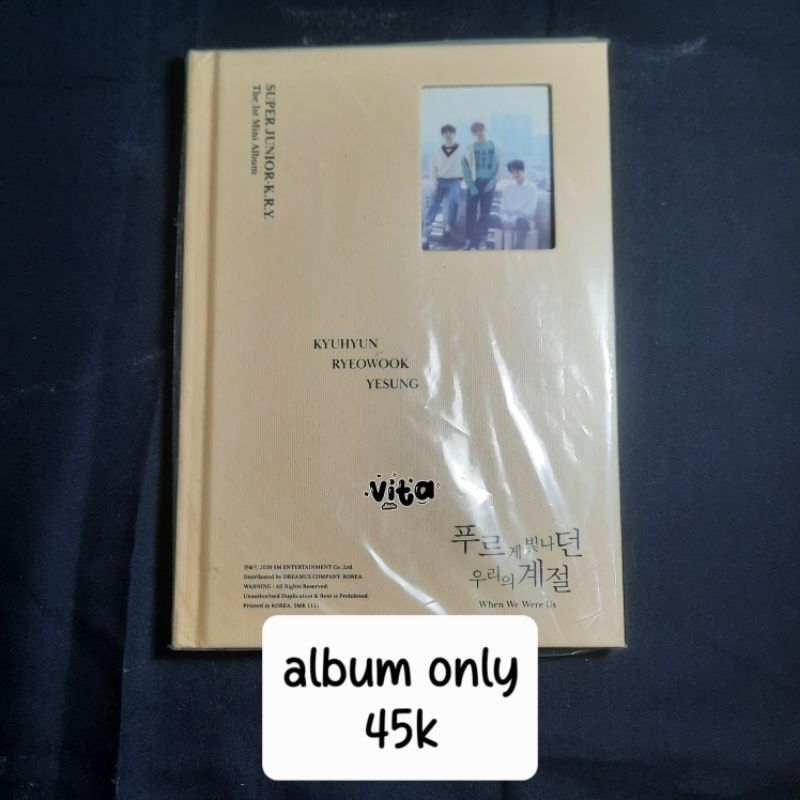 SUPER JUNIOR-K.R.Y.
The 1st Mini Album
KYUHYUN
RYEOWOOK
YESUNG
vita
푸르게 빛나던
우리의 계절
When We Were Us
2020 SM ENTERTAINMENT Co., Ltd.
Distributed by DREAMUS COMPANY. KOREA.
WARNING : All Rights Reserved.
Unauthorized Duplication & Rent is Prohibited.
Printed in KOREA. SMK
album only
45k